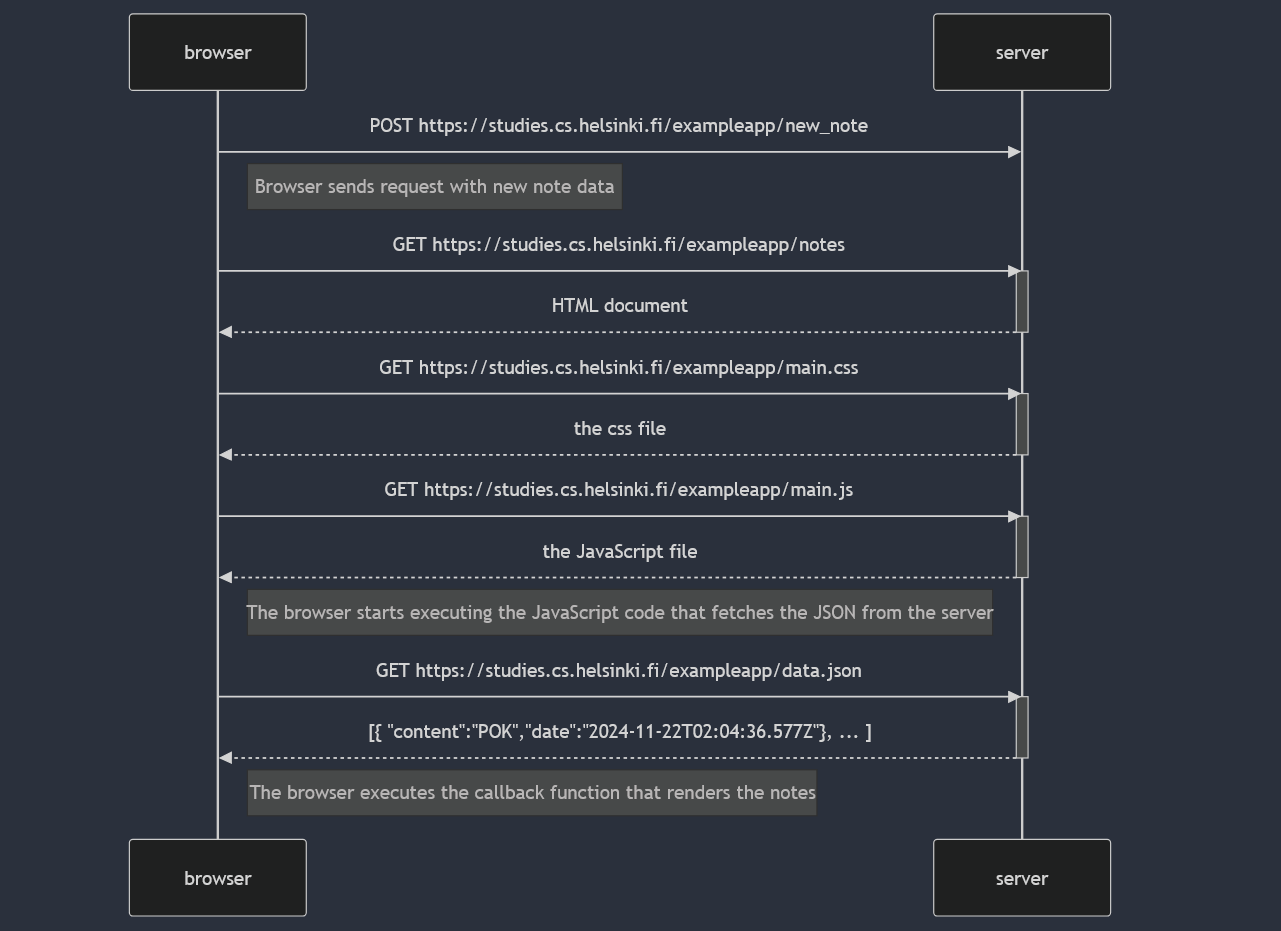 browser
server
POST https://studies.cs.helsinki.fi/exampleapp/new_note
Browser sends request with new note data
GET https://studies.cs.helsinki.fi/exampleapp/notes
HTML document
GET https://studies.cs.helsinki.fi/exampleapp/main.css
the css file
GET https://studies.cs.helsinki.fi/exampleapp/main.js
the JavaScript file
The browser starts executing the JavaScript code that fetches the JSON from the server
GET https://studies.cs.helsinki.fi/exampleapp/data.json
[{ "content":"POK","date":"2024-11-22T02:04:36.577Z"}, ... ]
The browser executes the callback function that renders the notes
browser
server